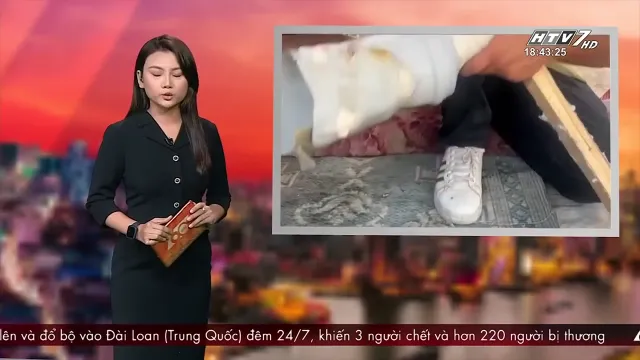 HTV7 HD
18:43:25
lên và đổ bộ vào Đài Loan (Trung Quốc) đêm 24/7, khiến 3 người chết và hơn 220 người bị thương